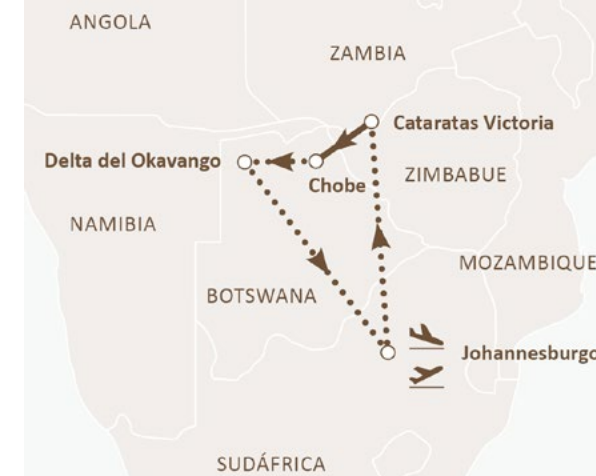 ANGOLA
ZAMBIA
Cataratas Victoria
Delta del Okavango
Chobe
ZIMBABUE
NAMIBIA
MOZAMBIQUE
BOTSWANA
Johannesburgo
SUDÁFRICA